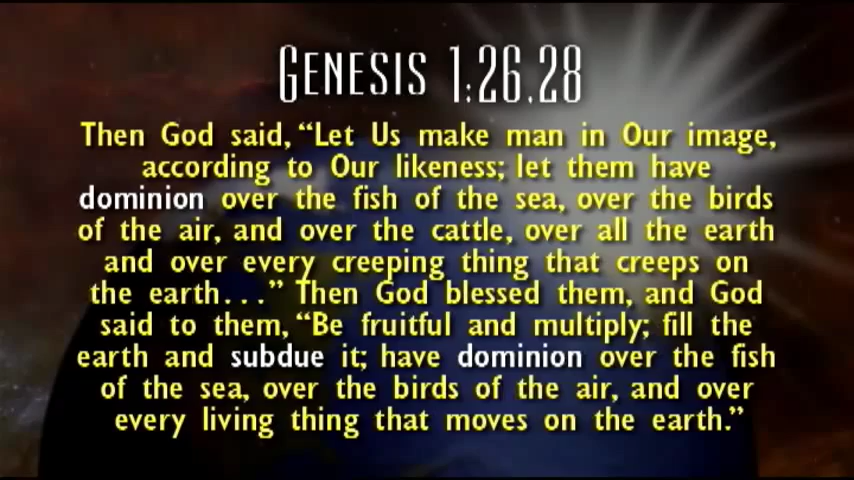 GENESIS 1:26,28
Then God said, “Let Us make man in Our image,
according to Our likeness; let them have
dominion over the fish of the sea, over the birds
of the air, and over the cattle, over all the earth
and over every creeping thing that creeps on
the earth...” Then God blessed them, and God
said to them, “Be fruitful and multiply; fill the
earth and subdue it; have dominion over the fish
of the sea, over the birds of the air, and over
every living thing that moves on the earth.”